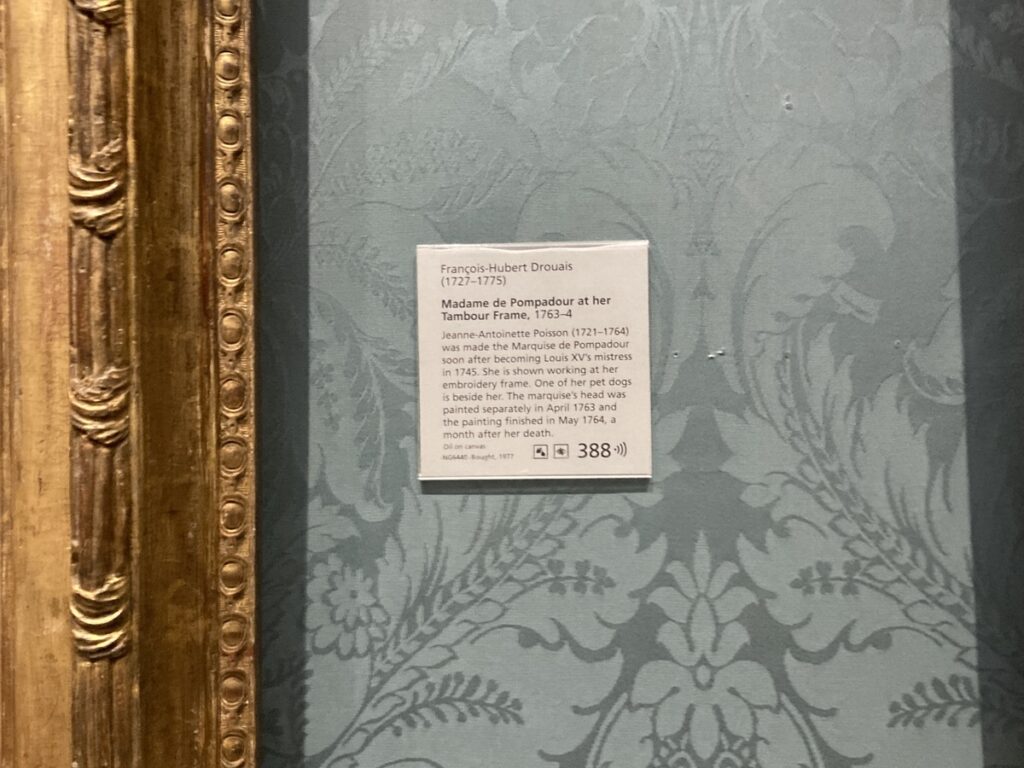 François-Hubert Drouais
(1727–1775)
Madame de Pompadour at her
Tambour Frame, 1763–4
Jeanne-Antoinette Poisson (1721–1764)
was made the Marquise de Pompadour
soon after becoming Louis XV's mistress
in 1745. She is shown working at her
embroidery frame. One of her pet dogs
is beside her. The marquise's head was
painted separately in April 1763 and
the painting finished in May 1764, a
month after her death.
Oil on canvas
NG6440. Bought, 1977
388